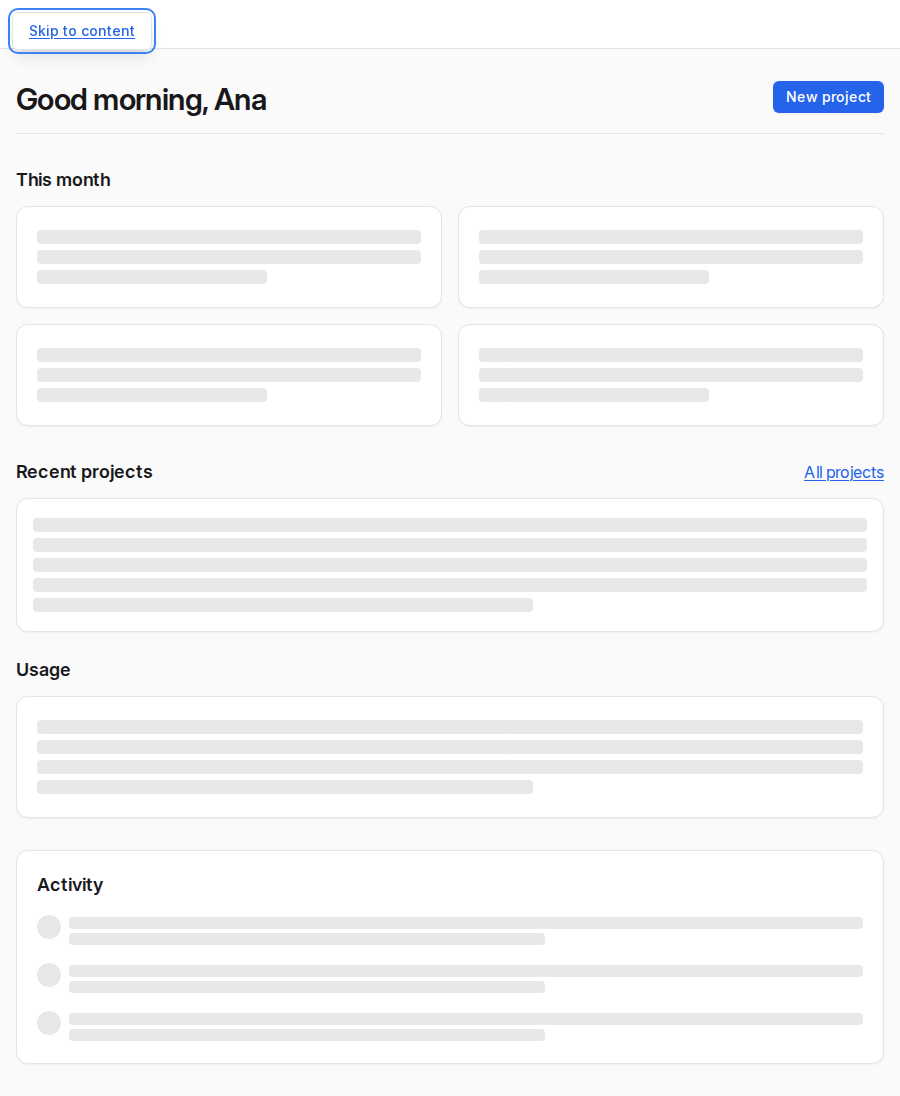 Skip to content
Good morning, Ana
New project
This month
Recent projects
All projects
Usage
Activity